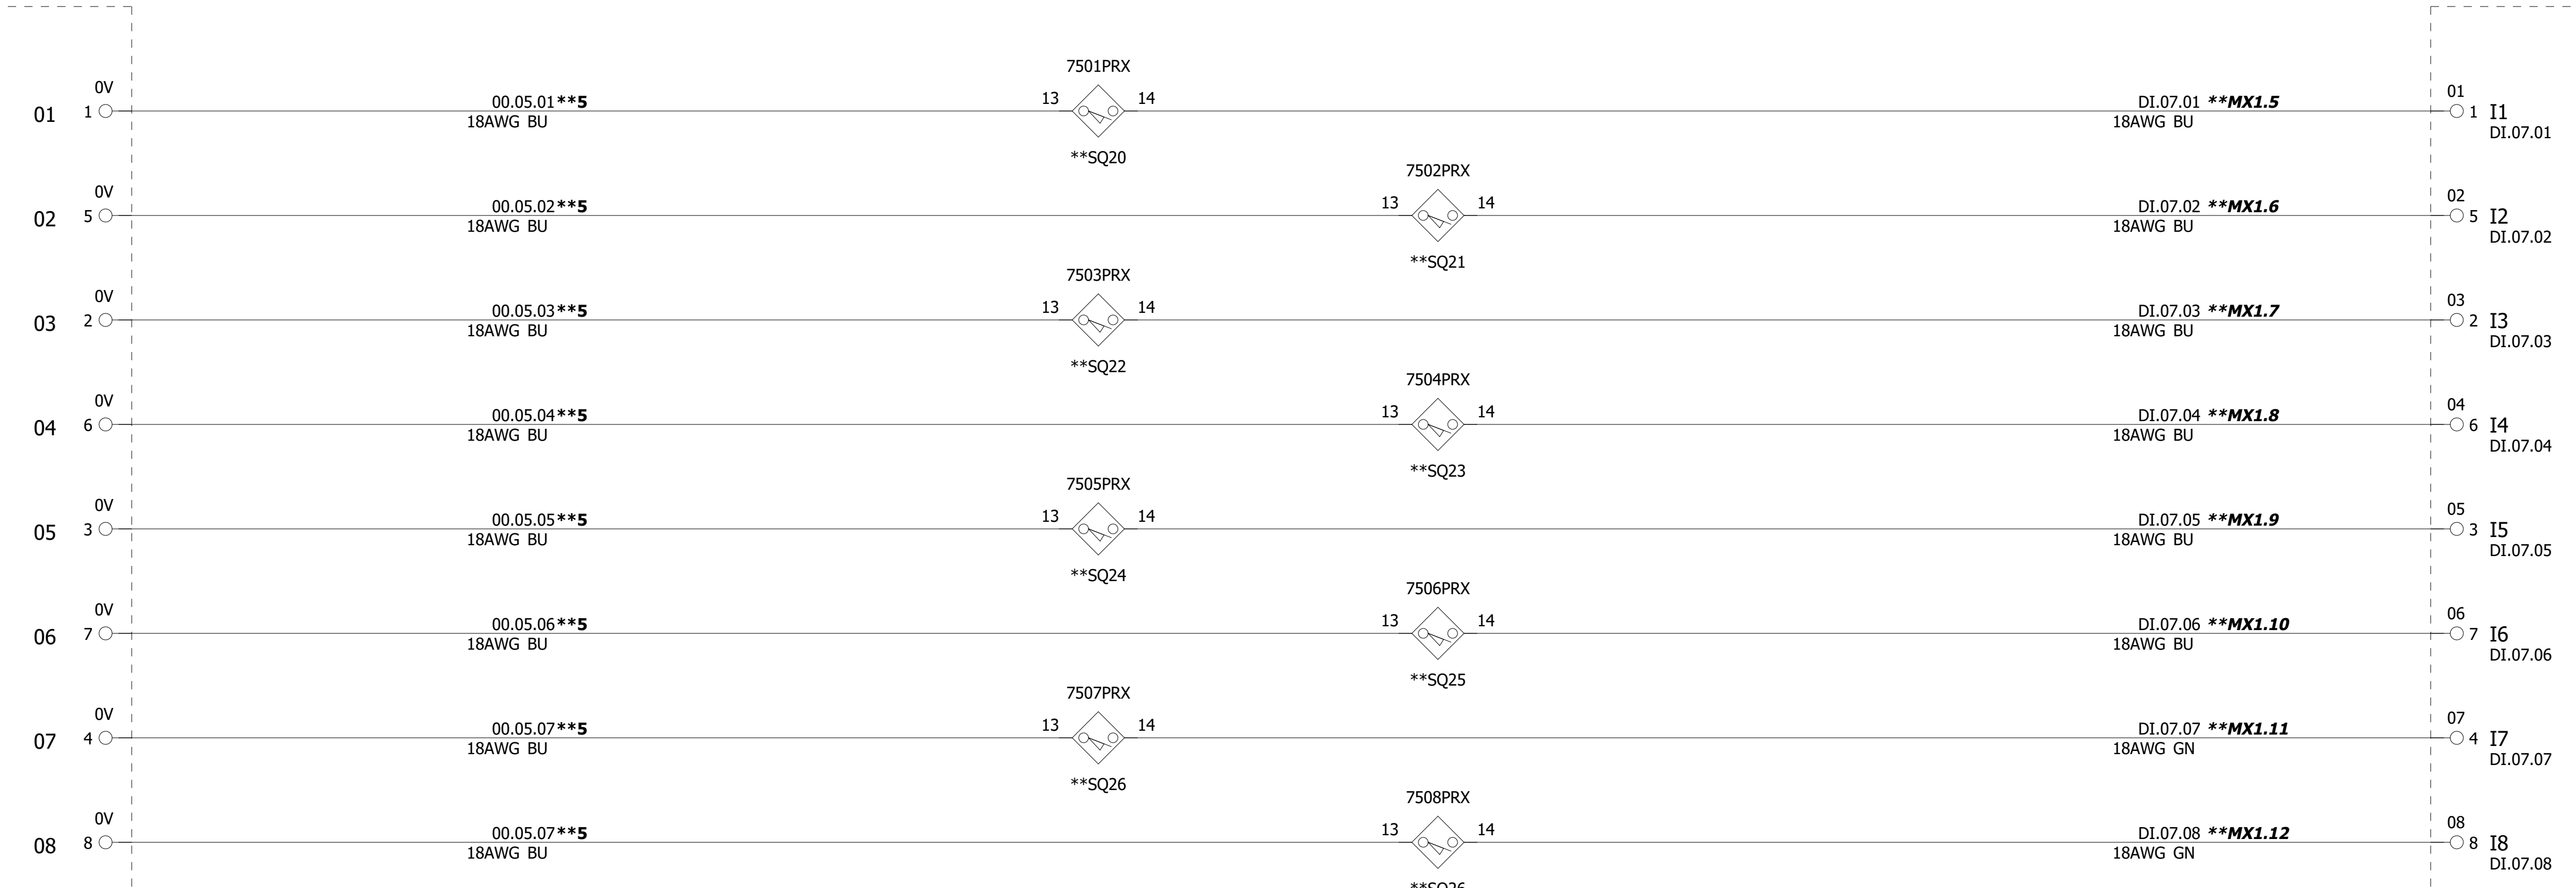 7501PRX
0V
01 1 00.05.01**5 13 14 DI.07.01 **MX1.5 01 1 I1
18AWG BU 18AWG BU DI.07.01
**SQ20
7502PRX
0V
02 5 00.05.02**5 13 14 DI.07.02 **MX1.6 02 5 I2
18AWG BU 18AWG BU DI.07.02
**SQ21
7503PRX
0V
03 2 00.05.03**5 13 14 DI.07.03 **MX1.7 03 2 I3
18AWG BU 18AWG BU DI.07.03
**SQ22
7504PRX
0V
04 6 00.05.04**5 13 14 DI.07.04 **MX1.8 04 6 I4
18AWG BU 18AWG BU DI.07.04
**SQ23
7505PRX
0V
05 3 00.05.05**5 13 14 DI.07.05 **MX1.9 05 3 I5
18AWG BU 18AWG BU DI.07.05
**SQ24
7506PRX
0V
06 7 00.05.06**5 13 14 DI.07.06 **MX1.10 06 7 I6
18AWG BU 18AWG BU DI.07.06
**SQ25
7507PRX
0V
07 4 00.05.07**5 13 14 DI.07.07 **MX1.11 07 4 I7
18AWG BU 18AWG GN DI.07.07
**SQ26
7508PRX
0V
08 8 00.05.07**5 13 14 DI.07.08 **MX1.12 08 8 I8
18AWG BU 18AWG GN DI.07.08